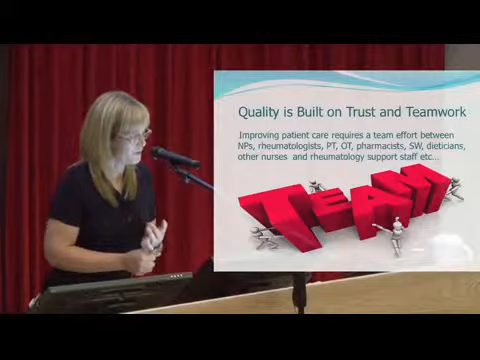 Quality is Built on Trust and Teamwork
Improving patient care requires a team effort between
NPs, rheumatologists, PT, OT, pharmacists, SW, dieticians,
other nurses and rheumatology support staff etc...
TEAM